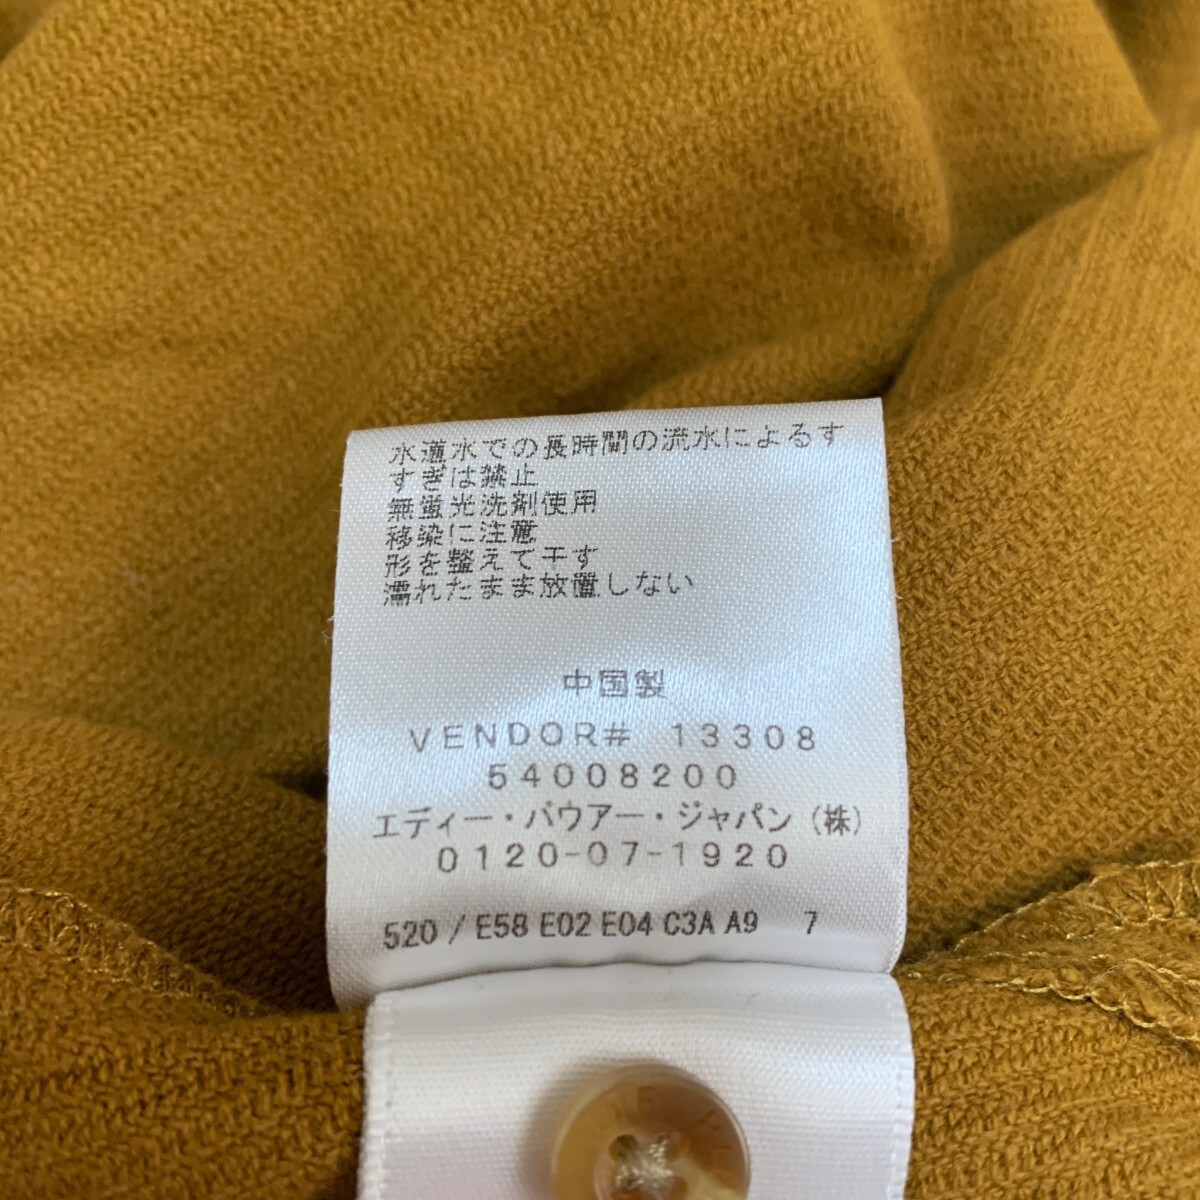 水道水での長時間の流水によるす
すぎは禁止
無蛍光洗剤使用
移染に注意
形を整えて干す
濡れたまま放置しない
中国製
VENDOR# 13308
54008200
エディー・バウアー・ジャパン（株）
0120-07-1920
520 / E58 E02 E04 C3A A9 7